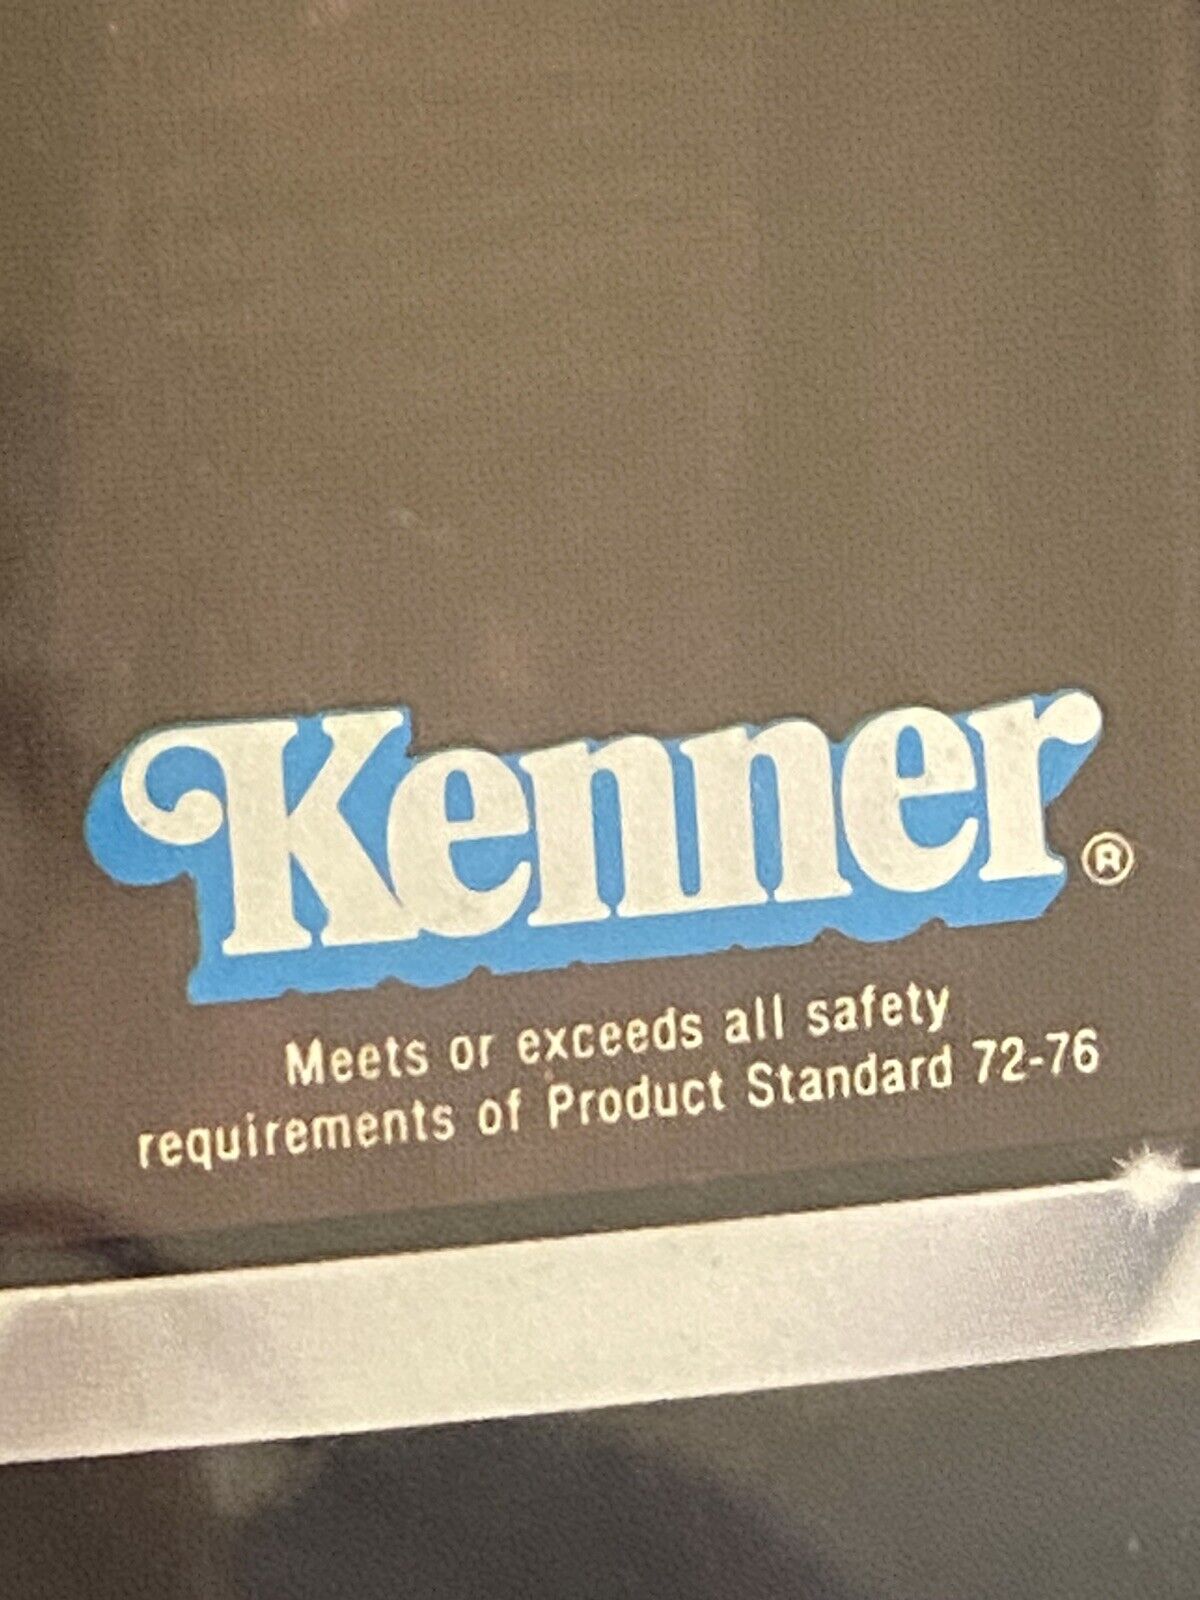 Kenner®
Meets or exceeds all safety
requirements of Product Standard 72-76